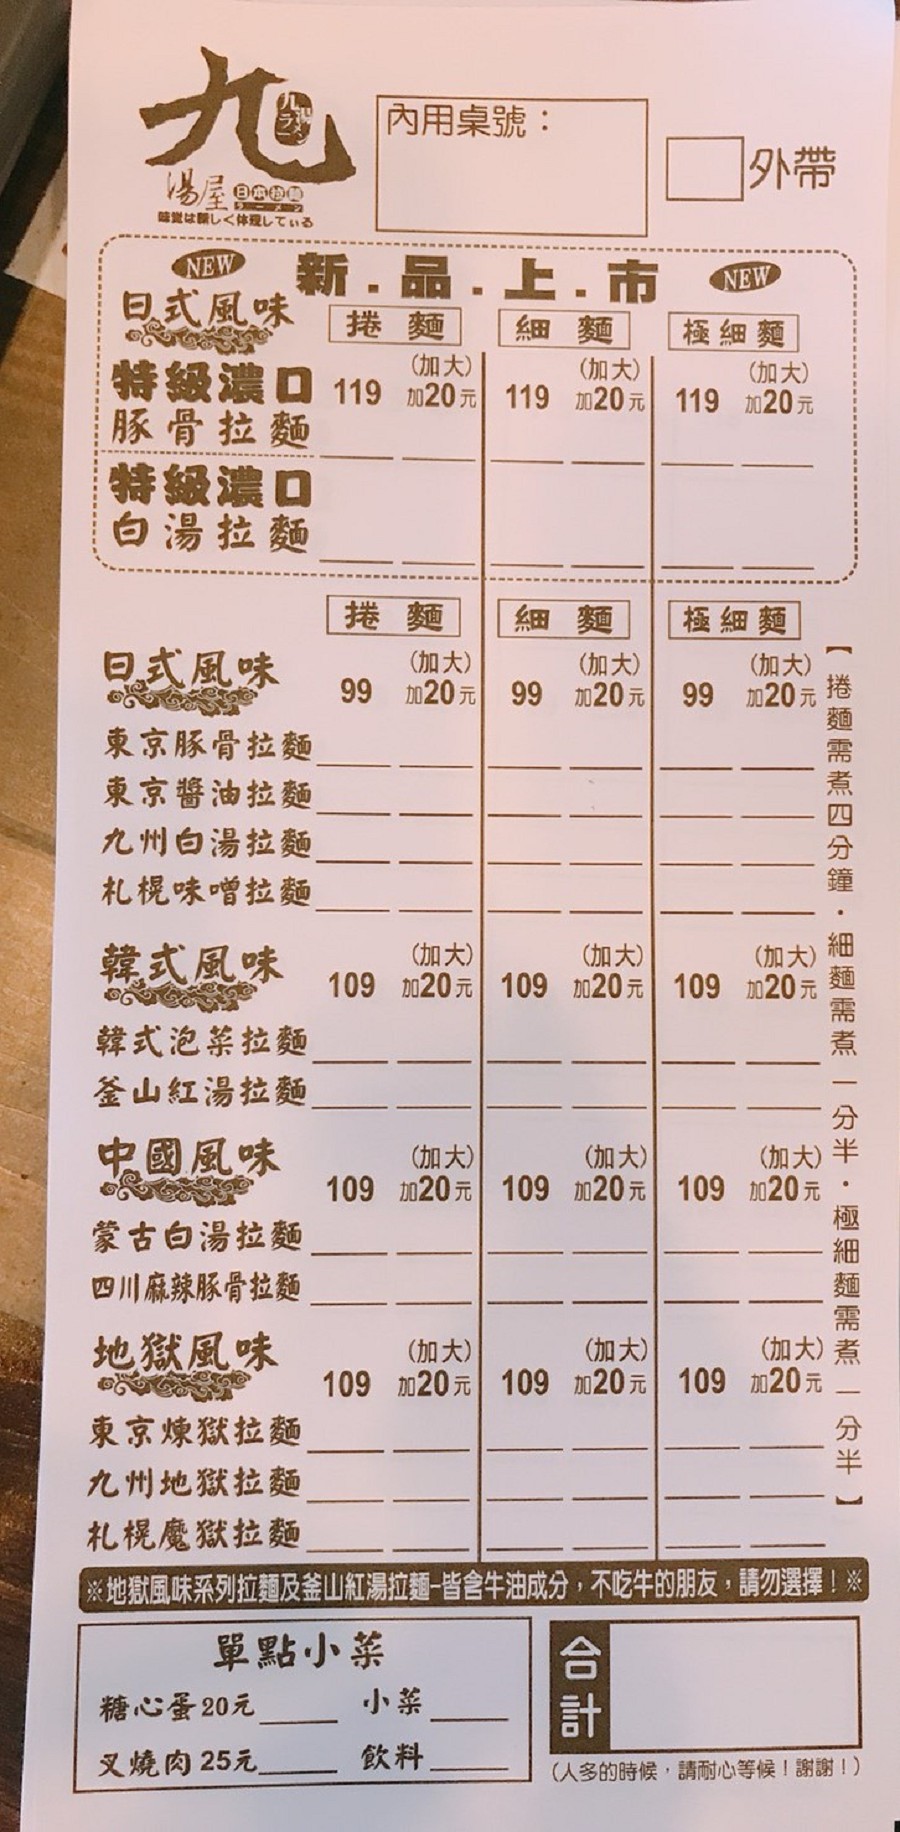 九
湯屋 日本拉麵
ラーメン
味覚は楽しく体現している
內用桌號：
外帶
NEW 新.品.上.市 NEW
日式風味 捲麵 細麵 極細麵
(加大) (加大) (加大)
特級濃口 119 加20元 119 加20元 119 加20元
豚骨拉麵
特級濃口
白湯拉麵
捲麵 細麵 極細麵
日式風味 (加大) (加大) (加大)
99 加20元 99 加20元 99 加20元
東京豚骨拉麵
東京醬油拉麵
九州白湯拉麵
札榥味噌拉麵
韓式風味 (加大) (加大) (加大)
109 加20元 109 加20元 109 加20元
韓式泡菜拉麵
釜山紅湯拉麵
中國風味 (加大) (加大) (加大)
109 加20元 109 加20元 109 加20元
蒙古白湯拉麵
四川麻辣豚骨拉麵
地獄風味 (加大) (加大) (加大)
109 加20元 109 加20元 109 加20元
東京煉獄拉麵
九州地獄拉麵
札榥魔獄拉麵
【捲麵需煮四分鐘．細麵需煮一分半．極細麵需煮一分半】
※地獄風味系列拉麵及釜山紅湯拉麵-皆含牛油成分，不吃牛的朋友，請勿選擇！※
單點小菜
糖心蛋20元 小菜
叉燒肉25元 飲料
合計
(人多的時候，請耐心等候！謝謝！)